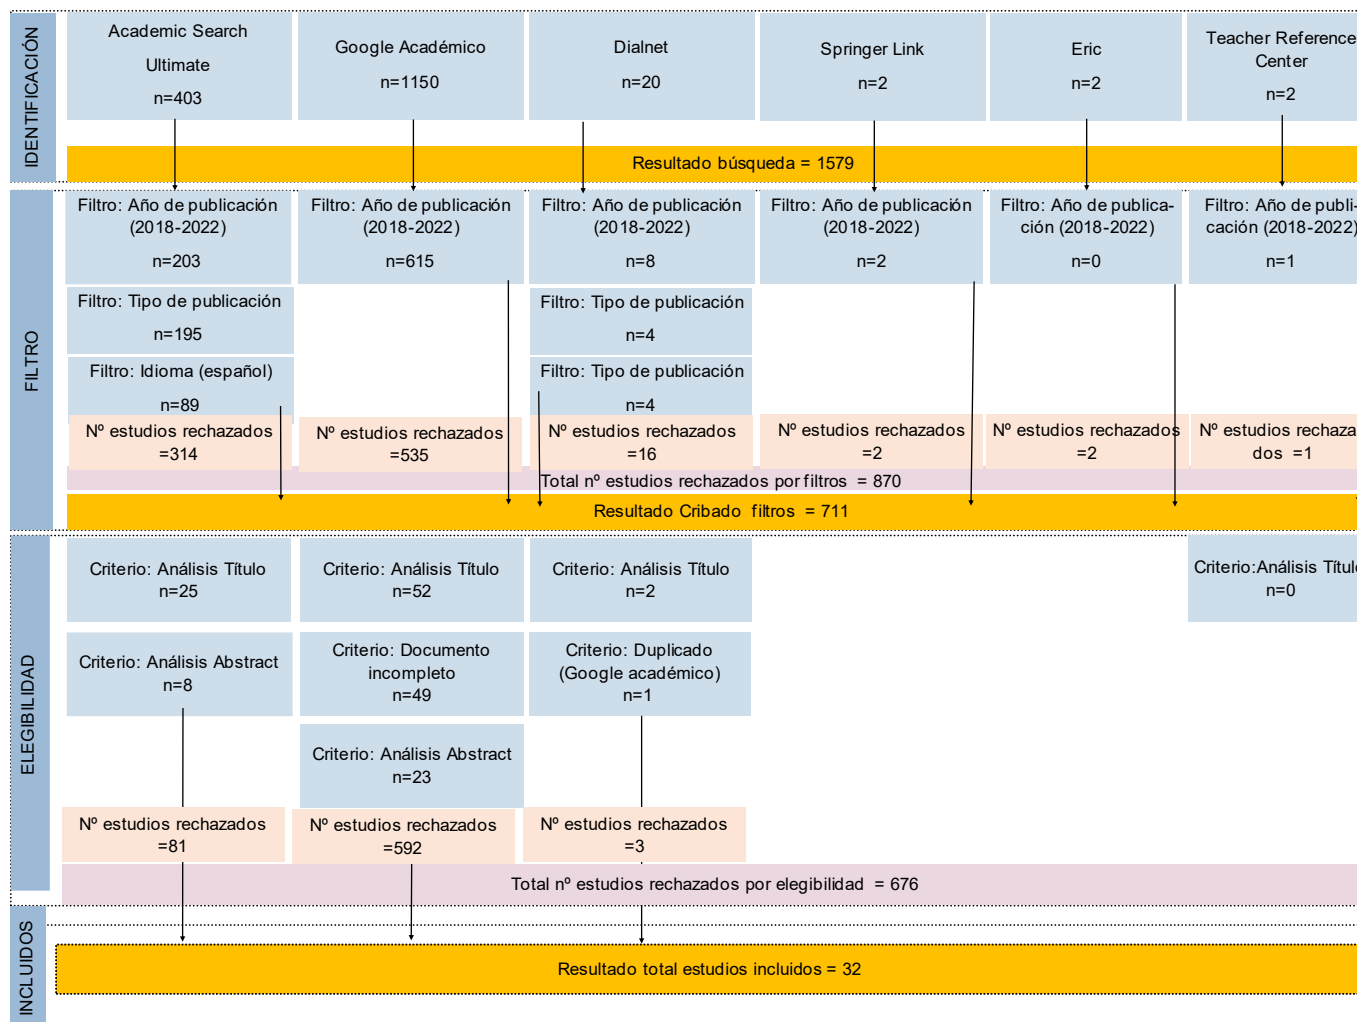 IDENTIFICACIÓN
Academic Search
Ultimate
n=403
Google Académico
n=1150
Dialnet
n=20
Springer Link
n=2
Eric
n=2
Teacher Reference
Center
n=2
Resultado búsqueda = 1579
FILTRO
Filtro: Año de publicación
(2018-2022)
n=203
Filtro: Año de publicación
(2018-2022)
n=615
Filtro: Año de publicación
(2018-2022)
n=8
Filtro: Año de publicación
(2018-2022)
n=2
Filtro: Año de publica-
ción (2018-2022)
n=0
Filtro: Año de publi-
cación (2018-2022)
n=1
Filtro: Tipo de publicación
n=195
Filtro: Tipo de publicación
n=4
Filtro: Idioma (español)
n=89
Filtro: Tipo de publicación
n=4
Nº estudios rechazados
=314
Nº estudios rechazados
=535
Nº estudios rechazados
=16
Nº estudios rechazados
=2
Nº estudios rechazados
=2
Nº estudios rechaza
dos =1
Total nº estudios rechazados por filtros = 870
Resultado Cribado filtros = 711
ELEGIBILIDAD
Criterio: Análisis Título
n=25
Criterio: Análisis Título
n=52
Criterio: Análisis Título
n=2
Criterio:Análisis Título
n=0
Criterio: Análisis Abstract
n=8
Criterio: Documento
incompleto
n=49
Criterio: Duplicado
(Google académico)
n=1
Criterio: Análisis Abstract
n=23
Nº estudios rechazados
=81
Nº estudios rechazados
=592
Nº estudios rechazados
=3
Total nº estudios rechazados por elegibilidad = 676
INCLUIDOS
Resultado total estudios incluidos = 32